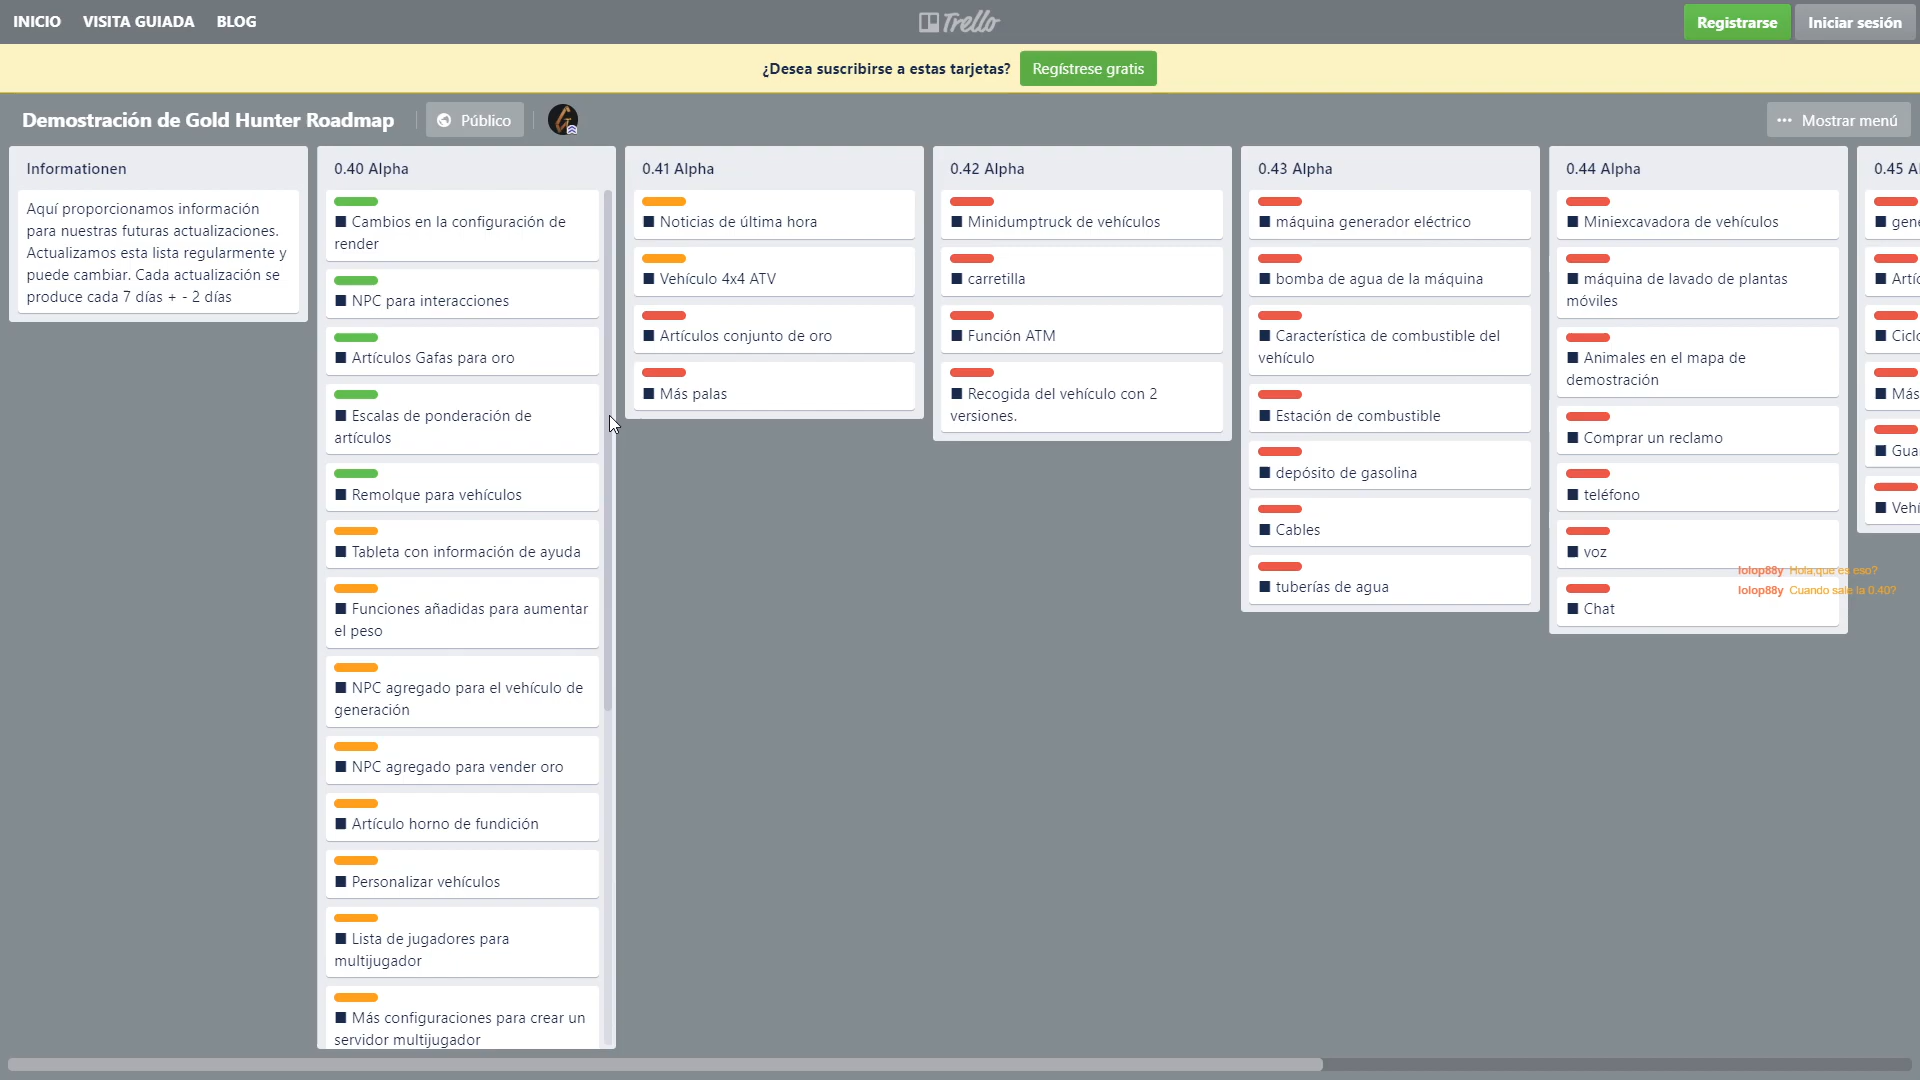 INICIO VISITA GUIADA BLOG
Trello
Registrarse Iniciar sesión
¿Desea suscribirse a estas tarjetas? Regístrese gratis
Demostración de Gold Hunter Roadmap
Público
Mostrar menú
Informationen
Aquí proporcionamos información
para nuestras futuras actualizaciones.
Actualizamos esta lista regularmente y
puede cambiar. Cada actualización se
produce cada 7 días + - 2 días
0.40 Alpha
Cambios en la configuración de
render
NPC para interacciones
Artículos Gafas para oro
Escalas de ponderación de
artículos
Remolque para vehículos
Tableta con información de ayuda
Funciones añadidas para aumentar
el peso
NPC agregado para el vehículo de
generación
NPC agregado para vender oro
Artículo horno de fundición
Personalizar vehículos
Lista de jugadores para
multijugador
Más configuraciones para crear un
servidor multijugador
0.41 Alpha
Noticias de última hora
Vehículo 4x4 ATV
Artículos conjunto de oro
Más palas
0.42 Alpha
Minidumptruck de vehículos
carretilla
Función ATM
Recogida del vehículo con 2
versiones.
0.43 Alpha
máquina generador eléctrico
bomba de agua de la máquina
Característica de combustible del
vehículo
Estación de combustible
depósito de gasolina
Cables
tuberías de agua
0.44 Alpha
Miniexcavadora de vehículos
máquina de lavado de plantas
móviles
Animales en el mapa de
demostración
Comprar un reclamo
teléfono
voz
Chat
lolop88y Hola,que es eso?
lolop88y Cuando sale la 0.40?
0.45
Más